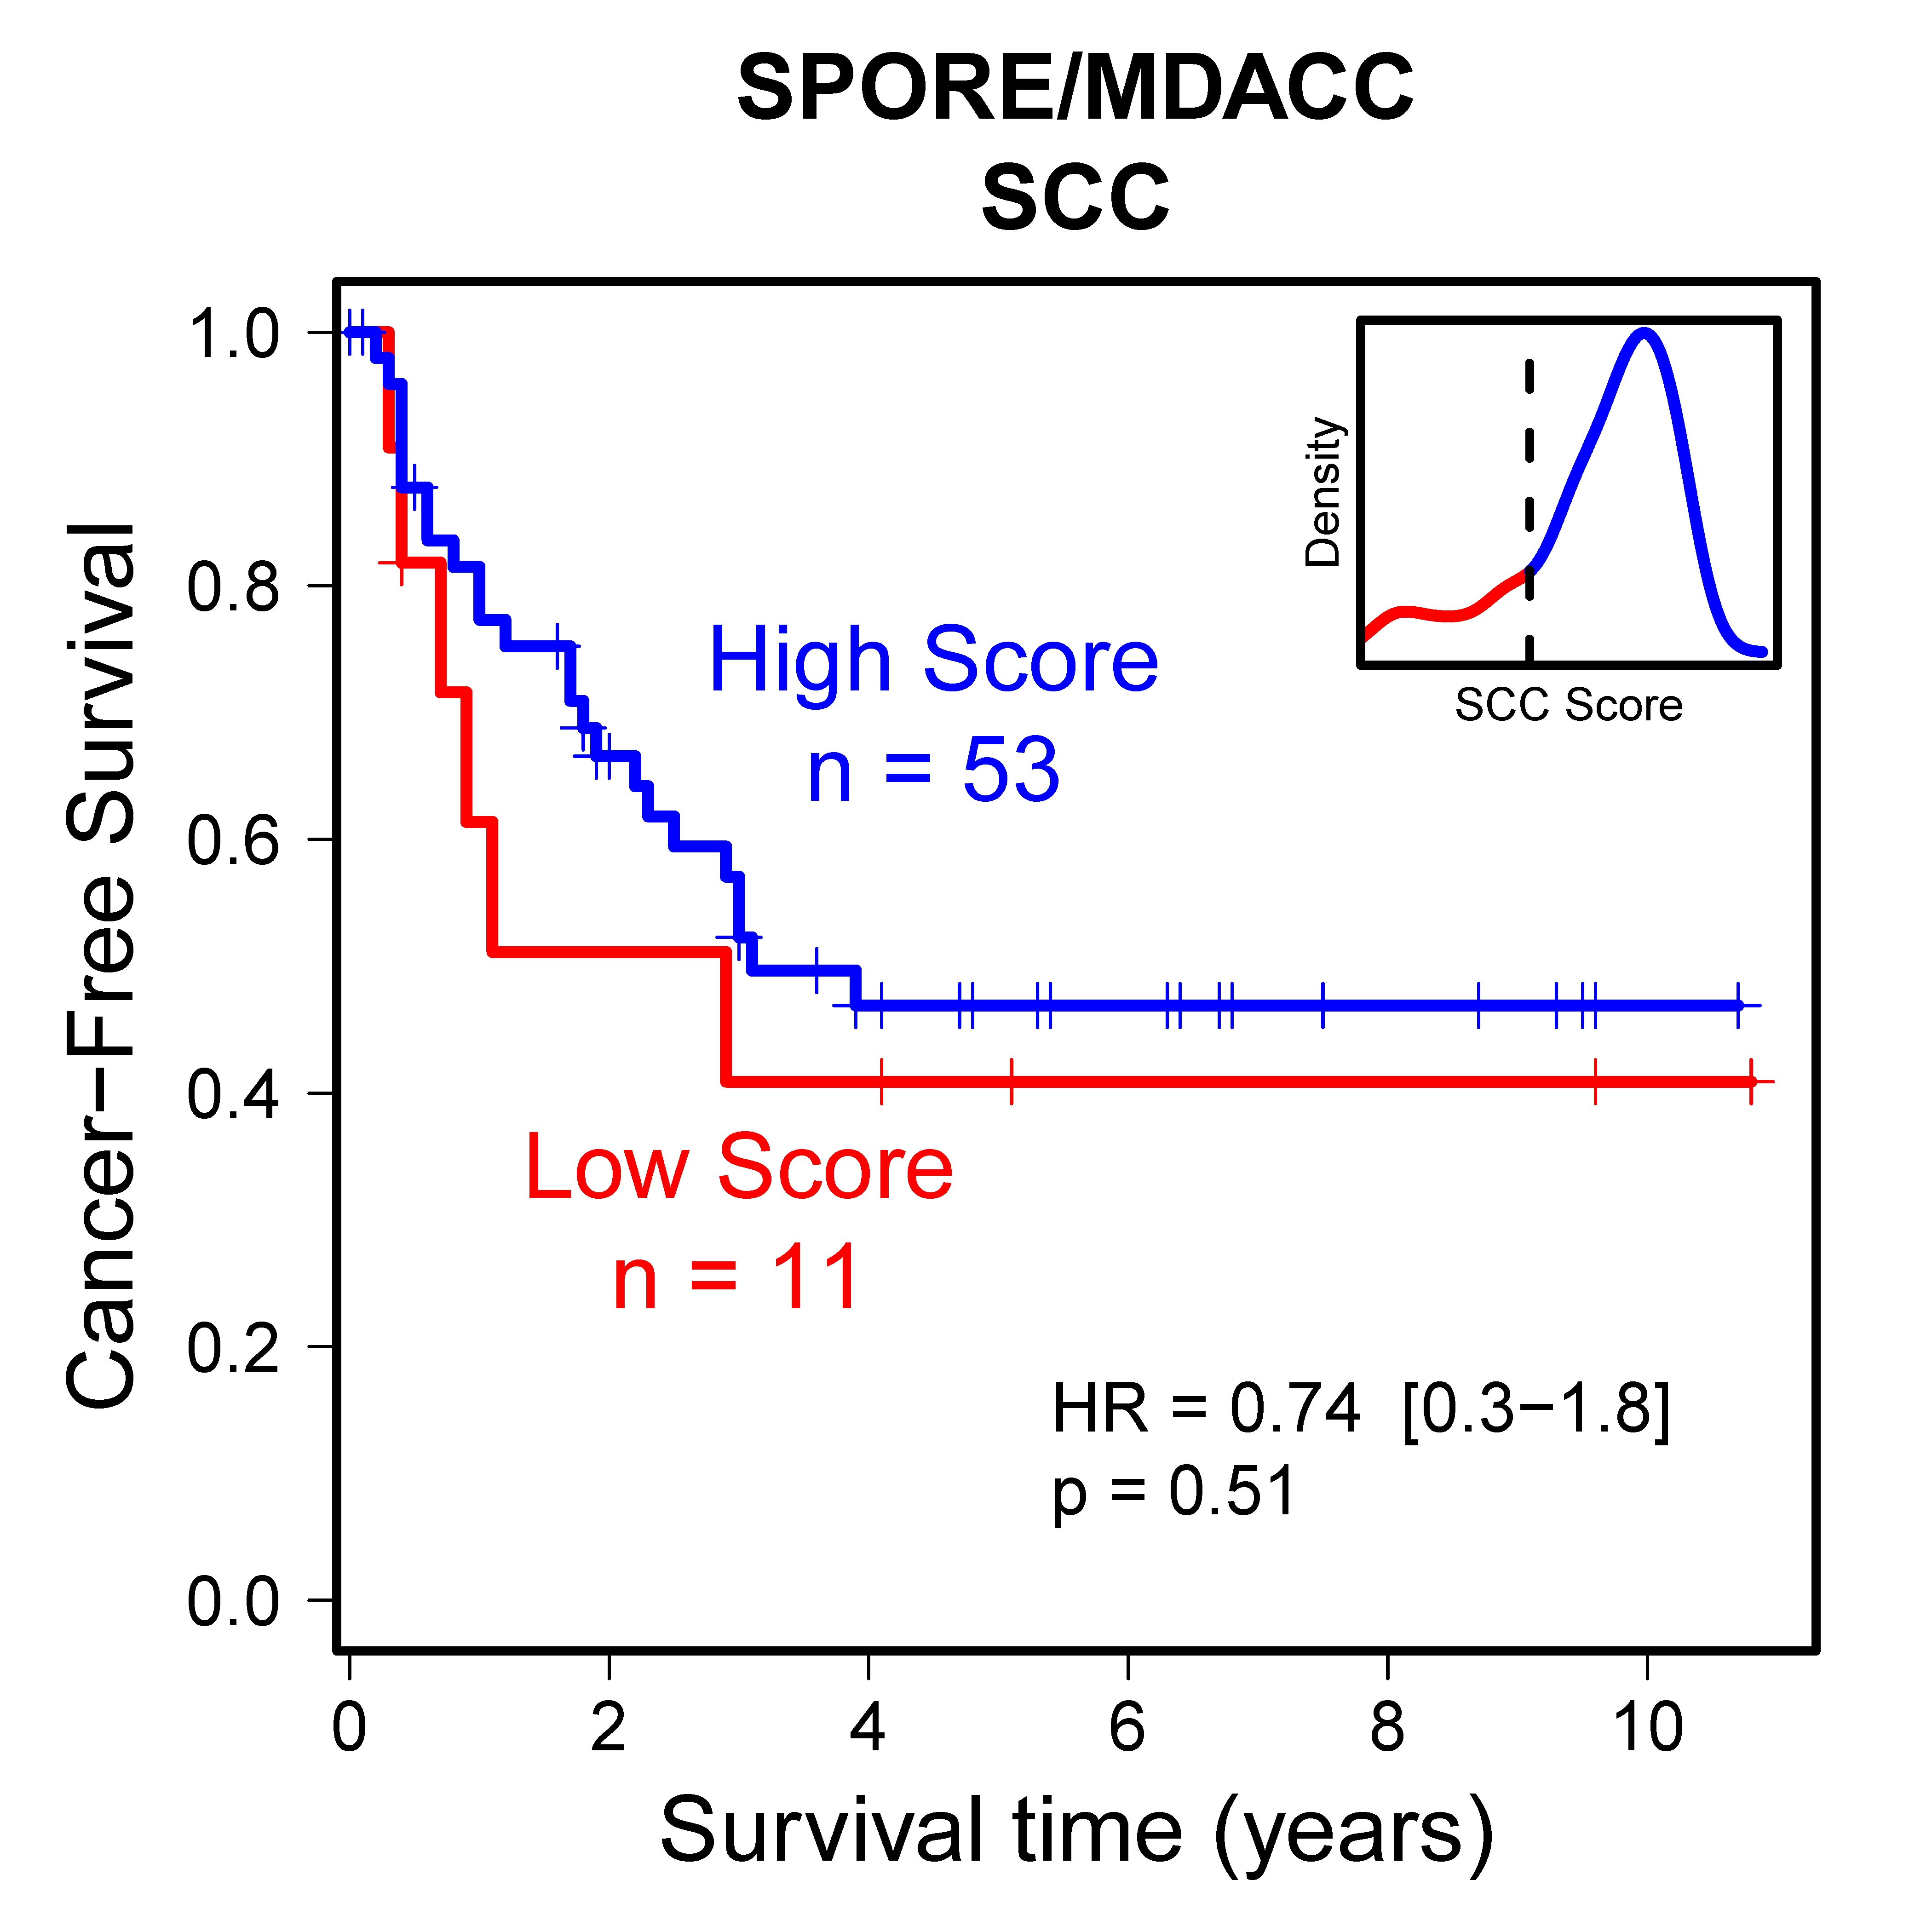 SPORE/MDACC
SCC
Cancer−Free Survival
1.0
0.8
0.6
0.4
0.2
0.0
High Score
n = 53
Low Score
n = 11
Density
SCC Score
HR = 0.74 [0.3−1.8]
p = 0.51
0 2 4 6 8 10
Survival time (years)